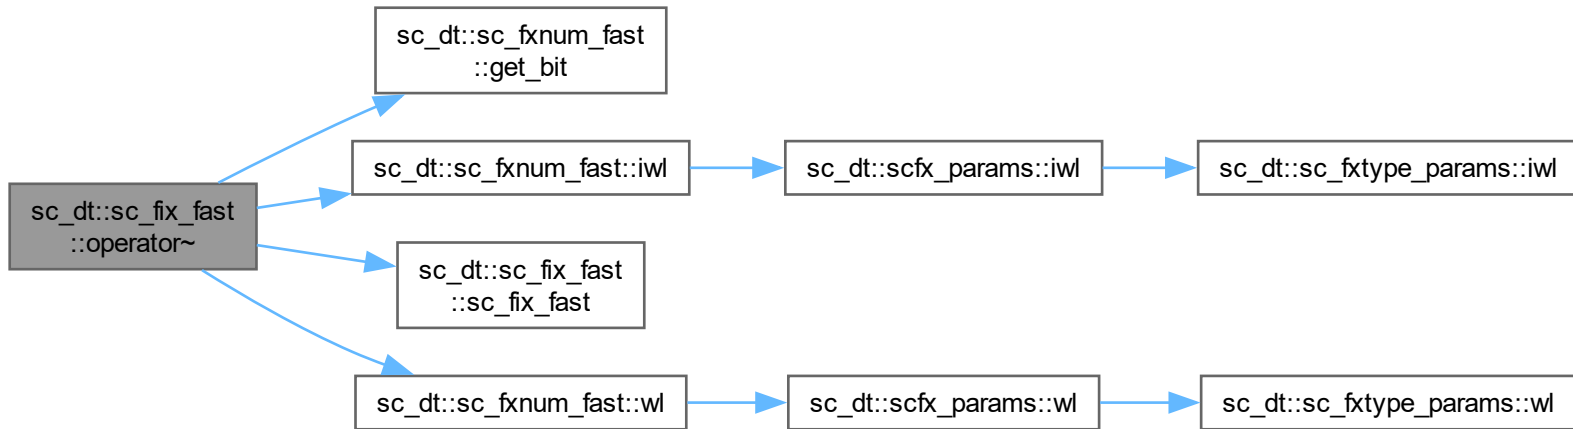 sc_dt::sc_fix_fast
::operator~
sc_dt::sc_fxnum_fast
::get_bit
sc_dt::sc_fxnum_fast::iwl
sc_dt::scfx_params::iwl
sc_dt::sc_fxtype_params::iwl
sc_dt::sc_fix_fast
::sc_fix_fast
sc_dt::sc_fxnum_fast::wl
sc_dt::scfx_params::wl
sc_dt::sc_fxtype_params::wl